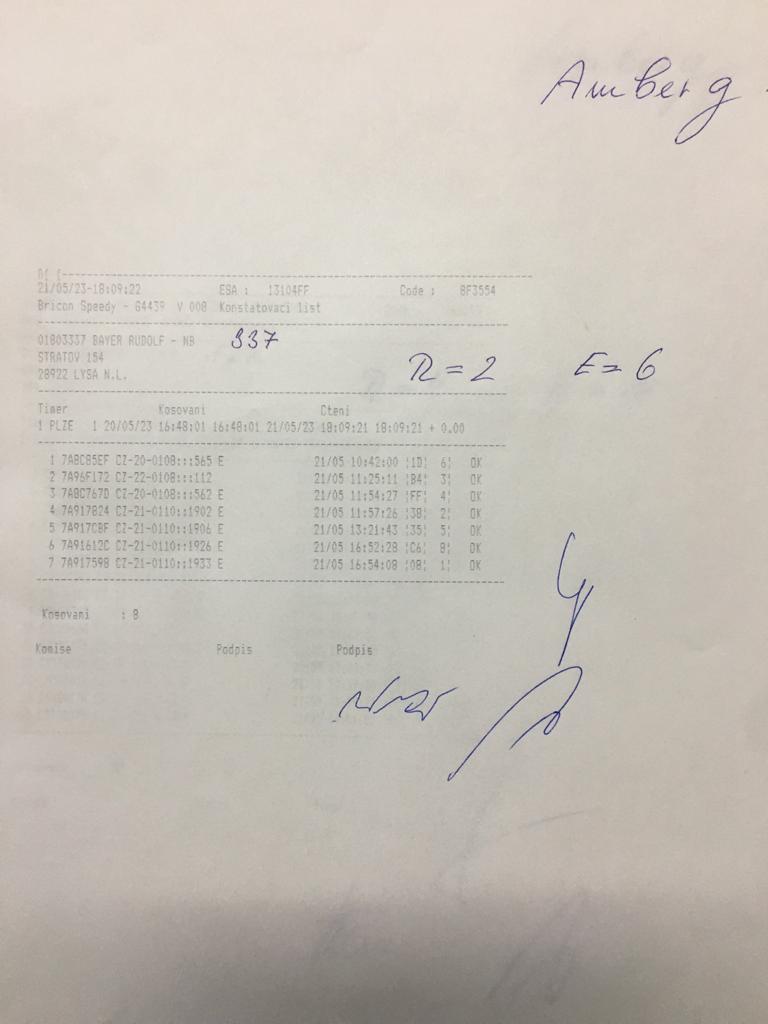 Amberg
21/05/23-18:09:22 ESA : 13104FF Code : 8F3554
Bricon Speedy - G4439 V 008 Konstatovaci list
01803337 BAYER RUDOLF - NB 337
STRATOV 154
28922 LYSA N.L.
R = 2 E = 6
Timer Kosovani Cteni
1 PLZE 1 20/05/23 16:48:01 16:48:01 21/05/23 18:09:21 18:09:21 + 0.00
1 7ABC85EF CZ-20-0108:::565 E 21/05 10:42:00 ¦1D¦ 6¦ OK
2 7A96F172 CZ-22-0108:::112 21/05 11:25:11 ¦B4¦ 3¦ OK
3 7ABC767D CZ-20-0108:::562 E 21/05 11:54:27 ¦FF¦ 4¦ OK
4 7A917824 CZ-21-0110::1902 E 21/05 11:57:26 ¦38¦ 2¦ OK
5 7A917CBF CZ-21-0110::1906 E 21/05 13:21:43 ¦35¦ 5¦ OK
6 7A91612C CZ-21-0110::1926 E 21/05 16:52:28 ¦C6¦ 8¦ OK
7 7A917598 CZ-21-0110::1933 E 21/05 16:54:08 ¦08¦ 1¦ OK
Kosovani : 8
Komise Podpis Podpis